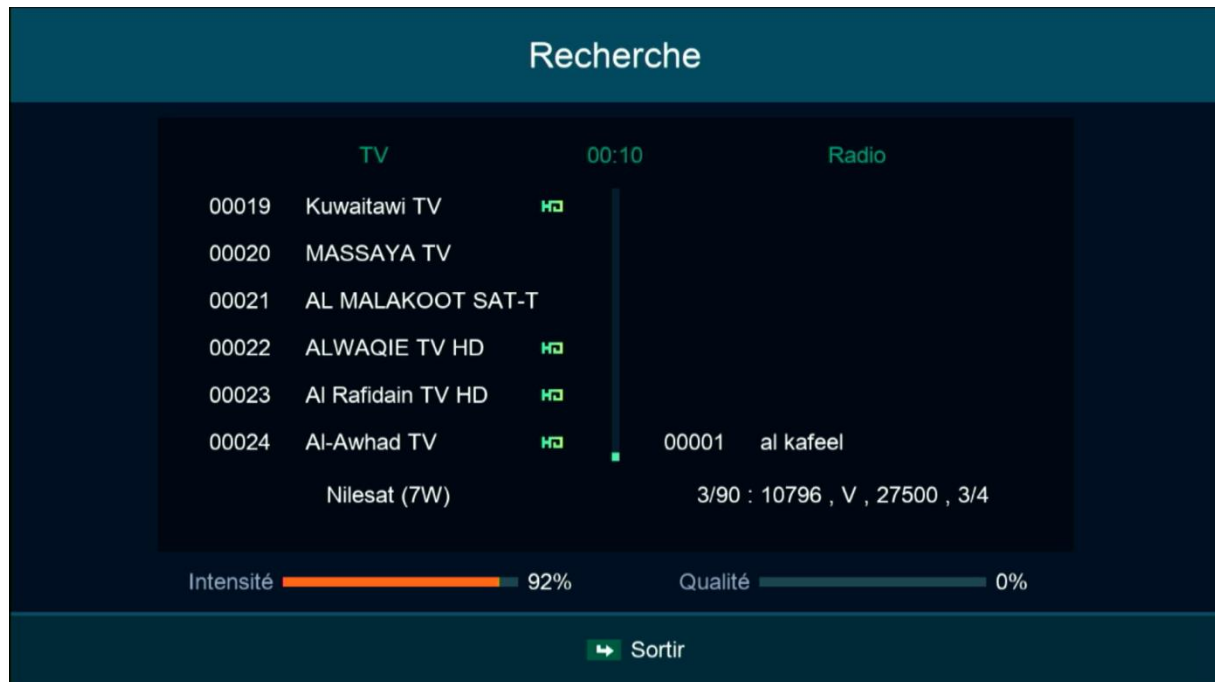 Recherche
TV 00:10 Radio
00019 Kuwaitawi TV HD
00020 MASSAYA TV
00021 AL MALAKOOT SAT-T
00022 ALWAQIE TV HD HD
00023 Al Rafidain TV HD HD
00024 Al-Awhad TV HD 00001 al kafeel
Nilesat (7W) 3/90 : 10796 , V , 27500 , 3/4
Intensité 92% Qualité 0%
Sortir